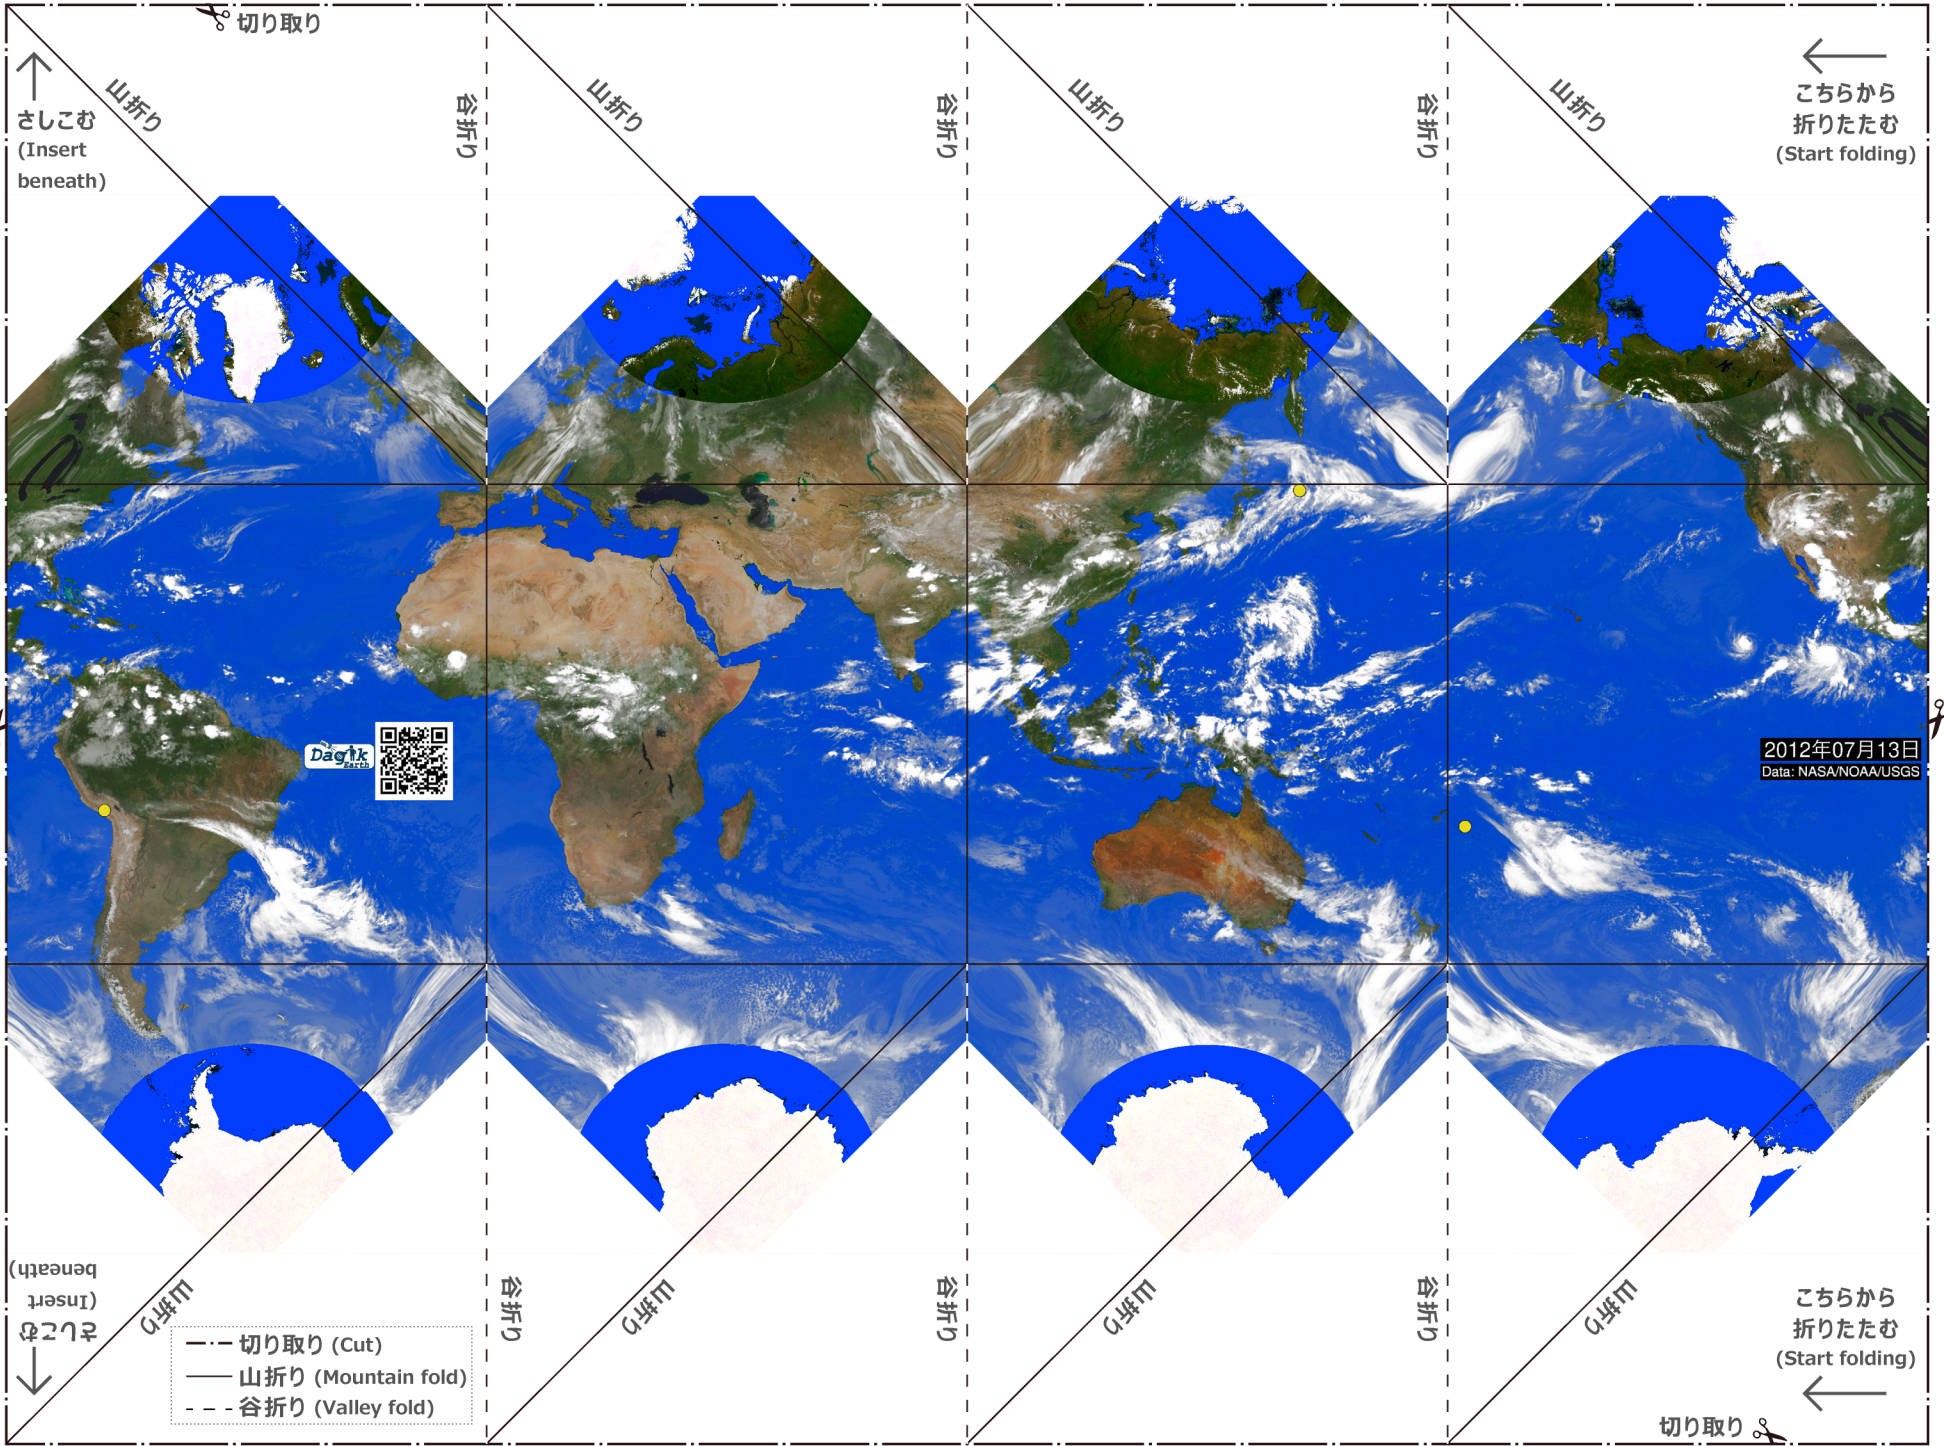 切り取り
山折り
谷折り
山折り
谷折り
山折り
谷折り
山折り
さしこむ
(Insert
beneath)
こちらから
折りたたむ
(Start folding)
Dagik
Earth
2012年07月13日
Data: NASA/NOAA/USGS
さしこむ
(Insert
beneath)
山折り
谷折り
山折り
谷折り
山折り
谷折り
山折り
こちらから
折りたたむ
(Start folding)
切り取り (Cut)
山折り (Mountain fold)
谷折り (Valley fold)
切り取り